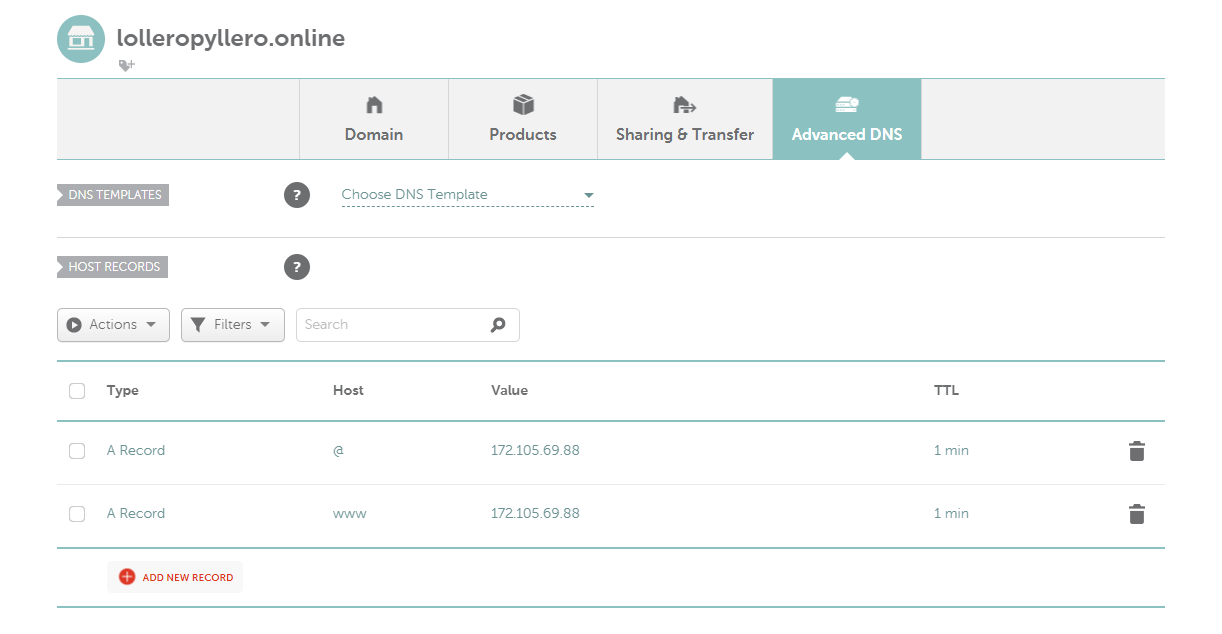 lolleropyllero.online
Domain
Products
Sharing & Transfer
Advanced DNS
DNS TEMPLATES
?
Choose DNS Template
HOST RECORDS
?
Actions
Filters
Search
Type Host Value TTL
A Record @ 172.105.69.88 1 min
A Record www 172.105.69.88 1 min
ADD NEW RECORD